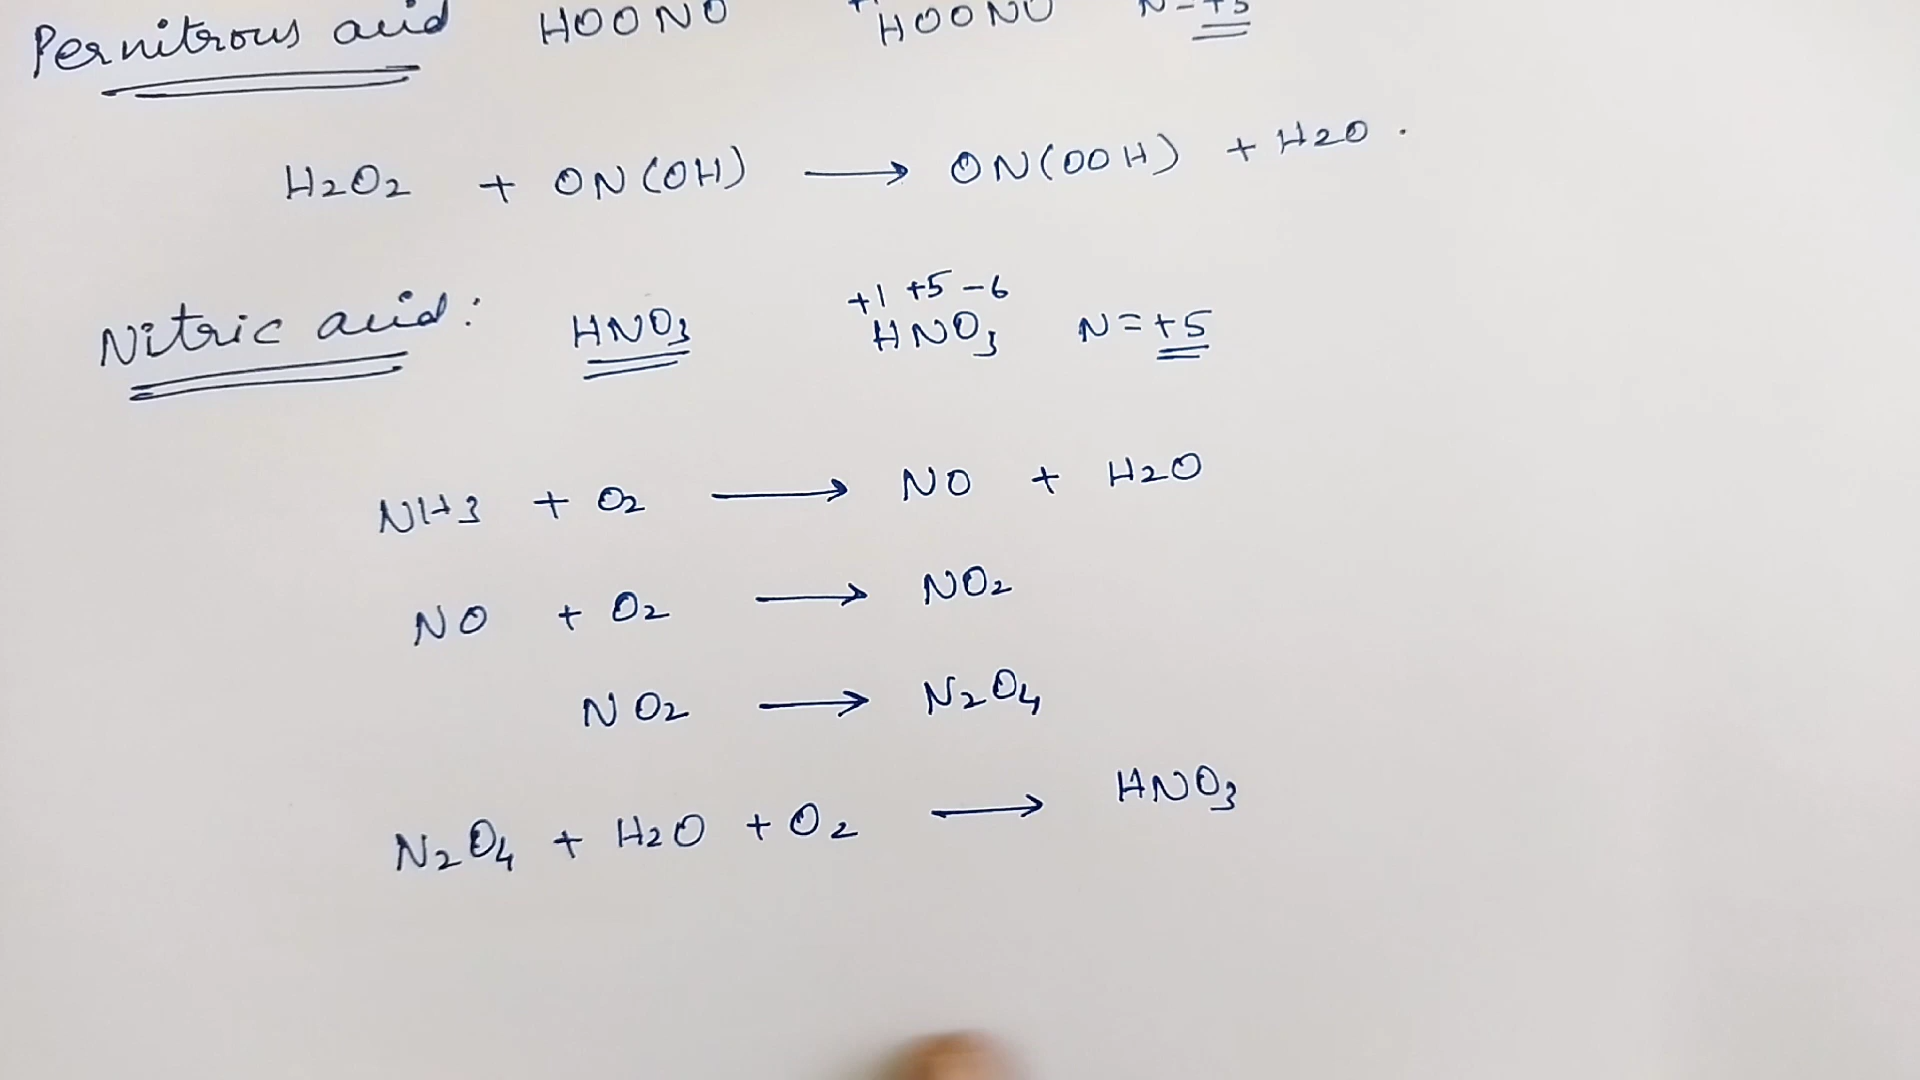 Pernitrous acid HOONO HOONO N=+3
H2O2 + ON(OH) ⟶ ON(OOH) + H2O.
Nitric acid: HNO3 +1 +5 -6 HNO3 N=+5
NH3 + O2 ⟶ NO + H2O
NO + O2 ⟶ NO2
NO2 ⟶ N2O4
N2O4 + H2O + O2 ⟶ HNO3